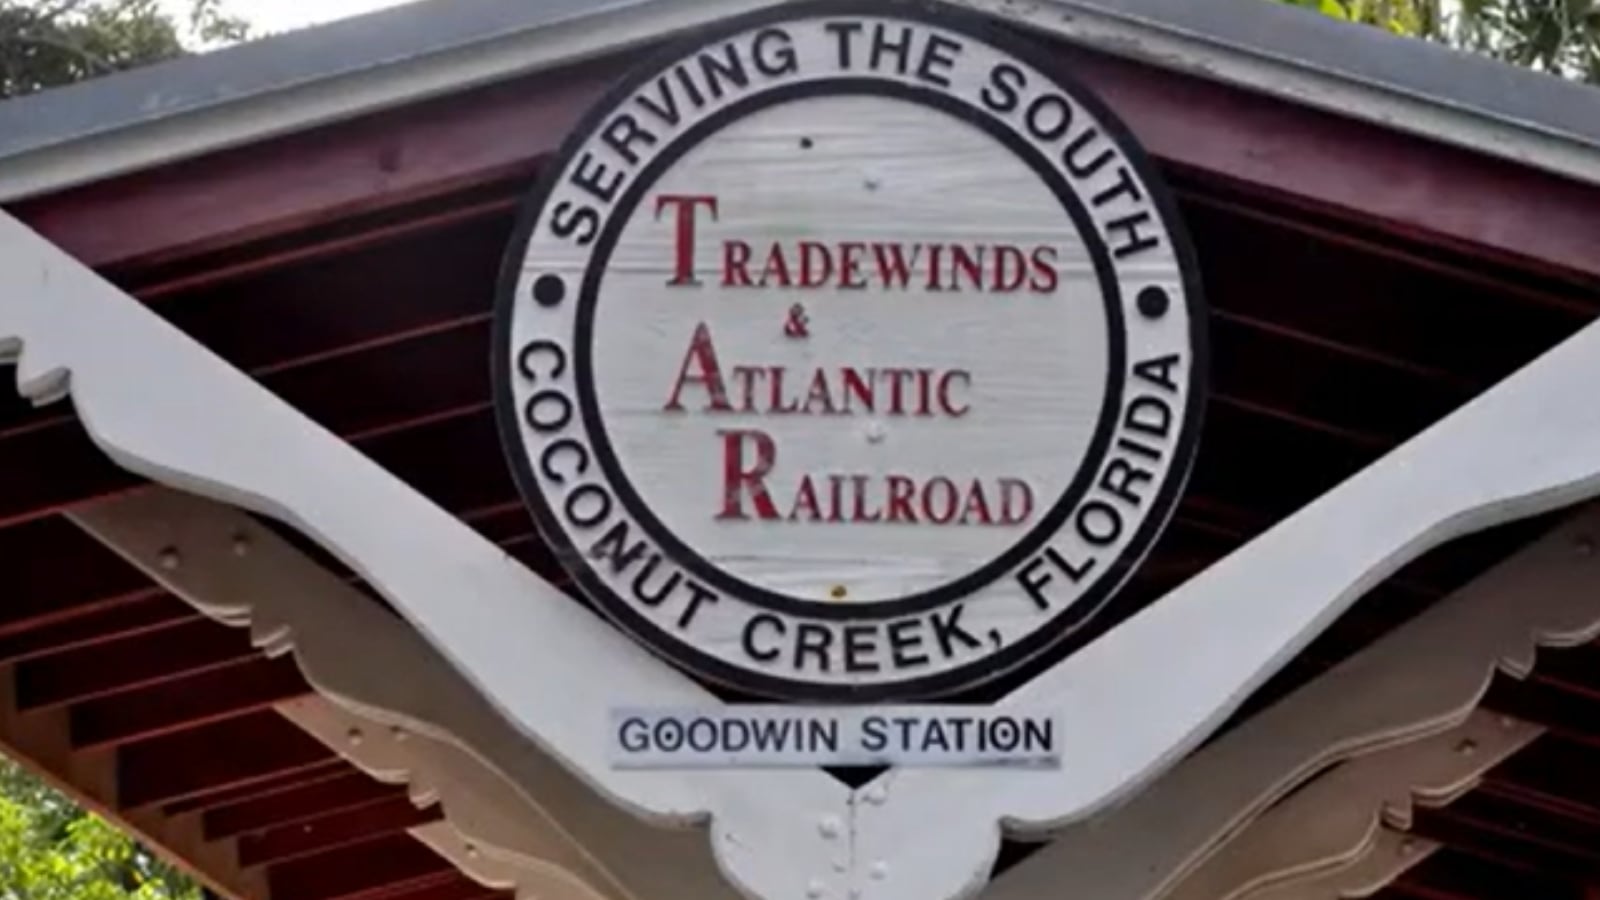 SERVING THE SOUTH
TRADEWINDS
&
ATLANTIC
RAILROAD
COCONUT CREEK, FLORIDA
GOODWIN STATION